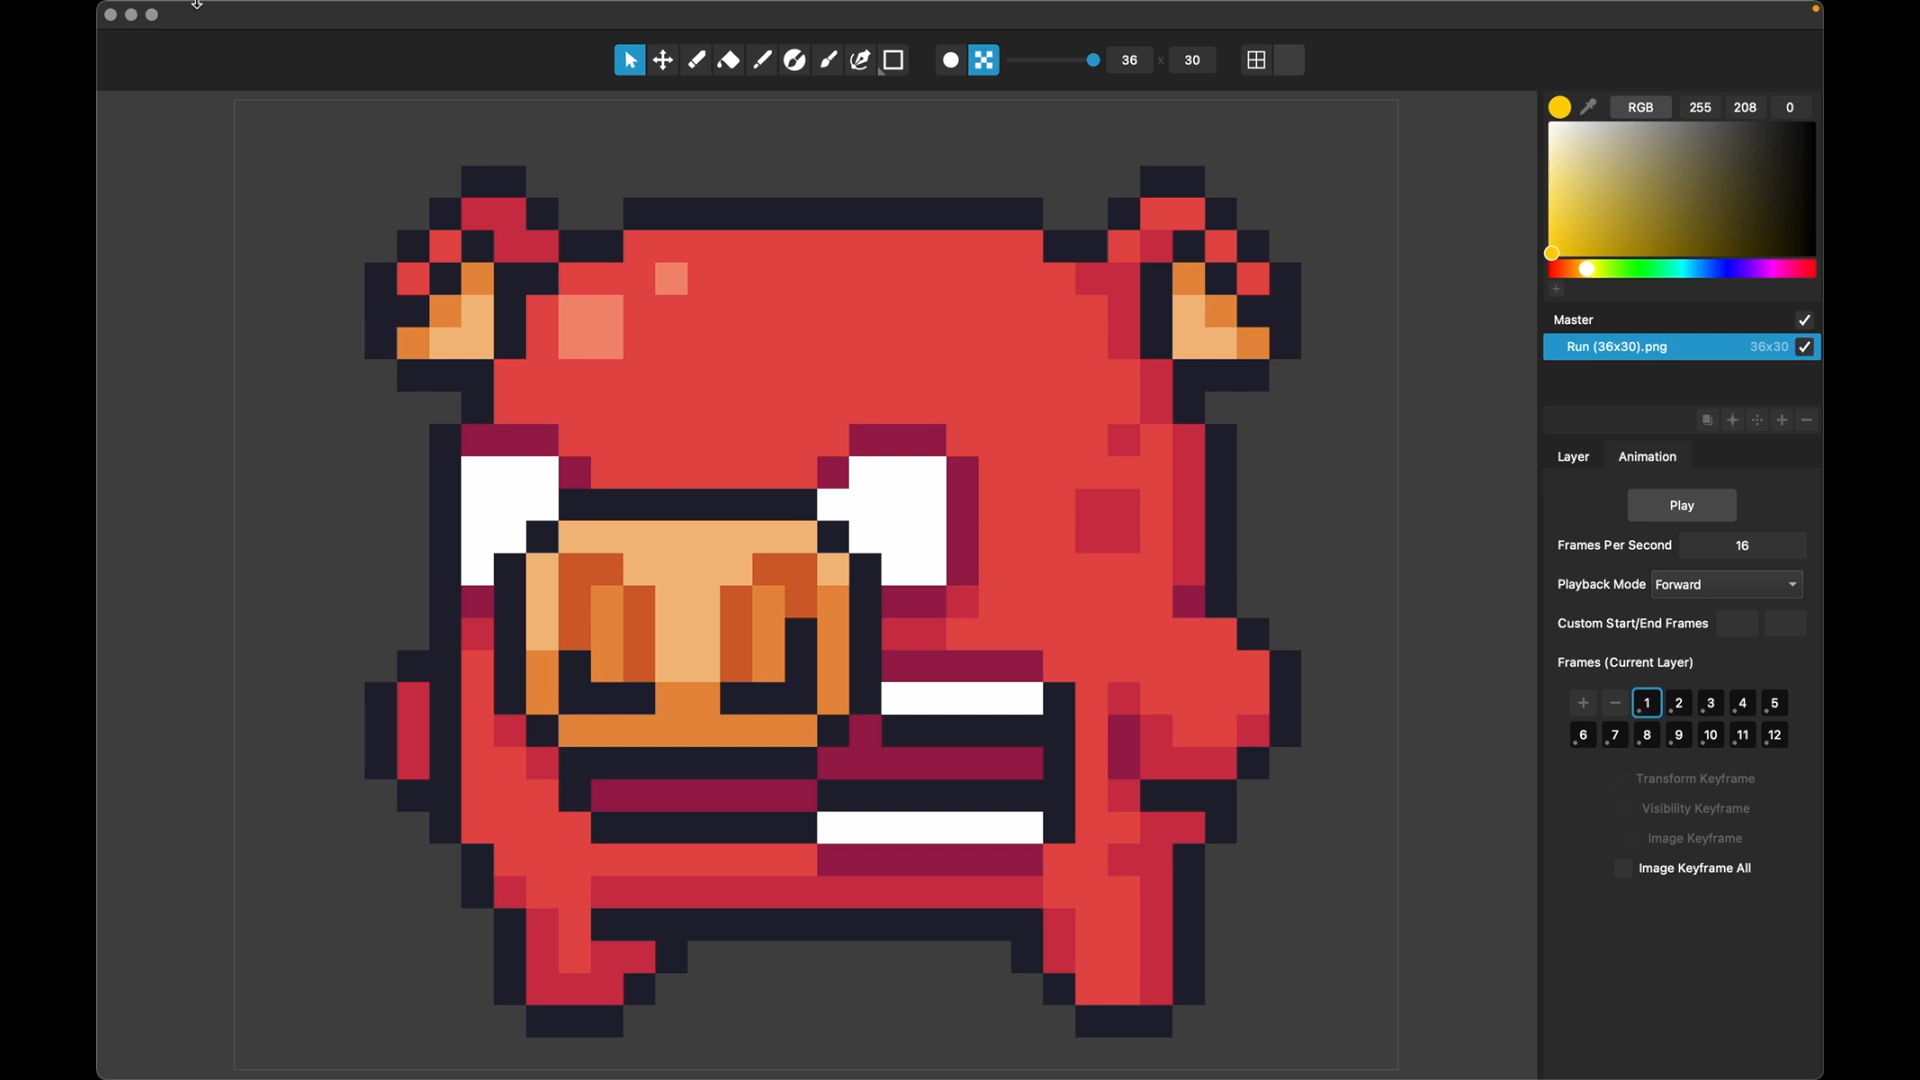 36 x 30
RGB 255 208 0
Master
Run (36x30).png 36x30
Layer Animation
Play
Frames Per Second 16
Playback Mode Forward
Custom Start/End Frames
Frames (Current Layer)
+ − 1 2 3 4 5
6 7 8 9 10 11 12
Transform Keyframe
Visibility Keyframe
Image Keyframe
Image Keyframe All